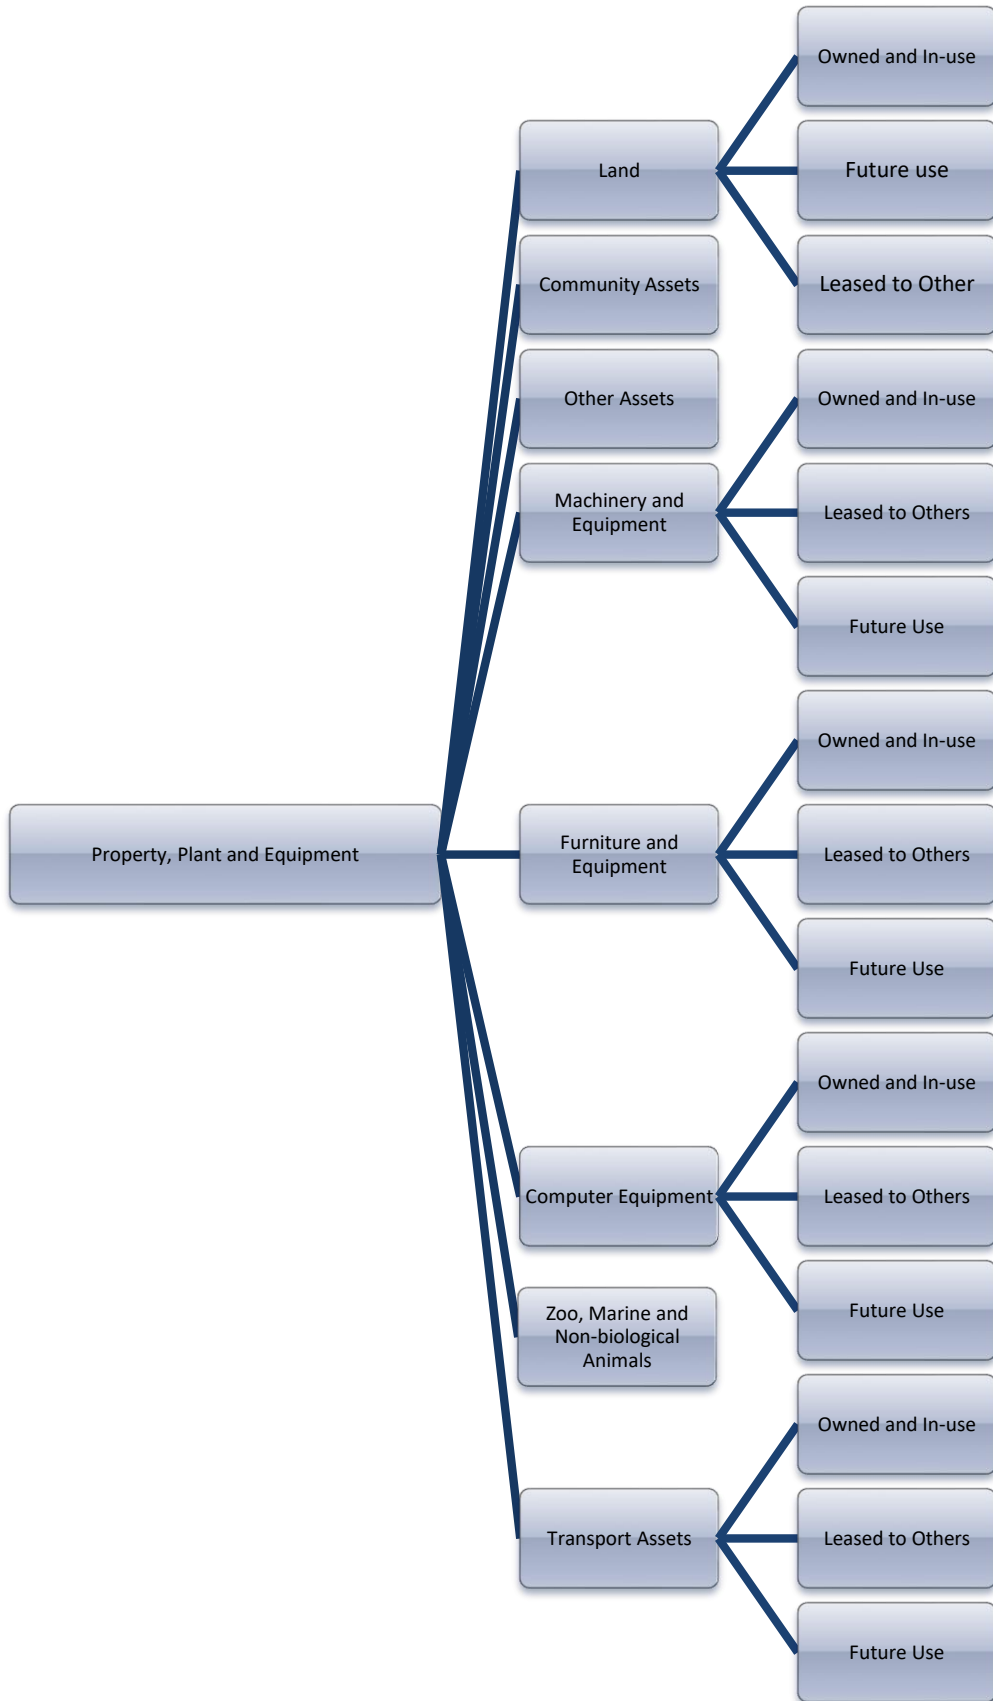 Property, Plant and Equipment
Land
Owned and In-use
Future use
Leased to Other
Community Assets
Other Assets
Machinery and
Equipment
Owned and In-use
Leased to Others
Future Use
Furniture and
Equipment
Owned and In-use
Leased to Others
Future Use
Computer Equipment
Owned and In-use
Leased to Others
Future Use
Zoo, Marine and
Non-biological
Animals
Transport Assets
Owned and In-use
Leased to Others
Future Use